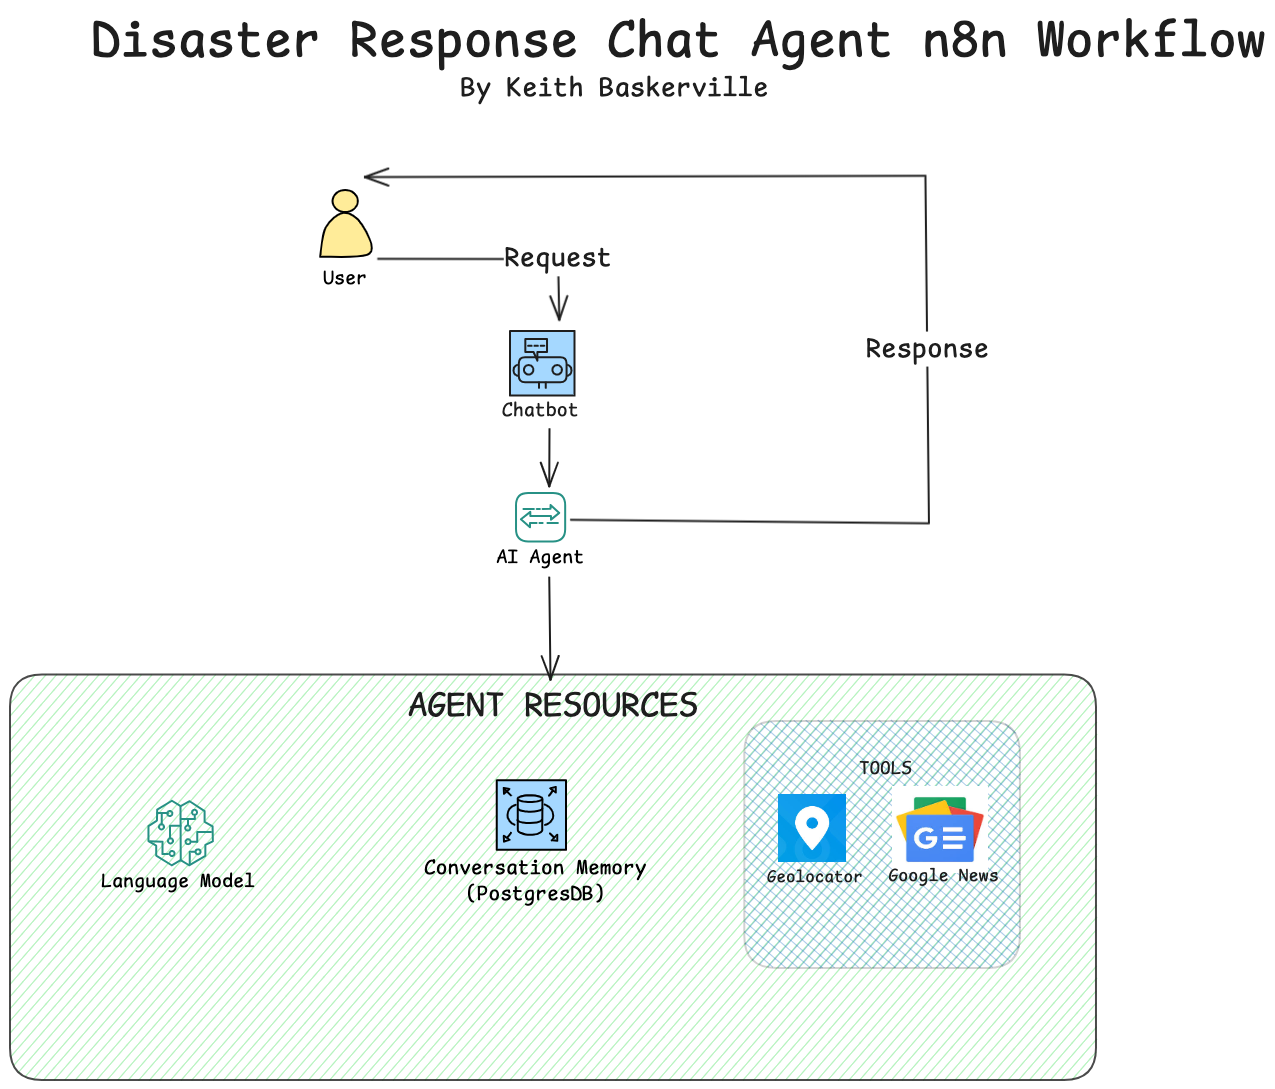 Disaster Response Chat Agent n8n Workflow
By Keith Baskerville
User
Request
Response
Chatbot
AI Agent
AGENT RESOURCES
TOOLS
G
Language Model
Conversation Memory
(PostgresDB)
Geolocator
Google News